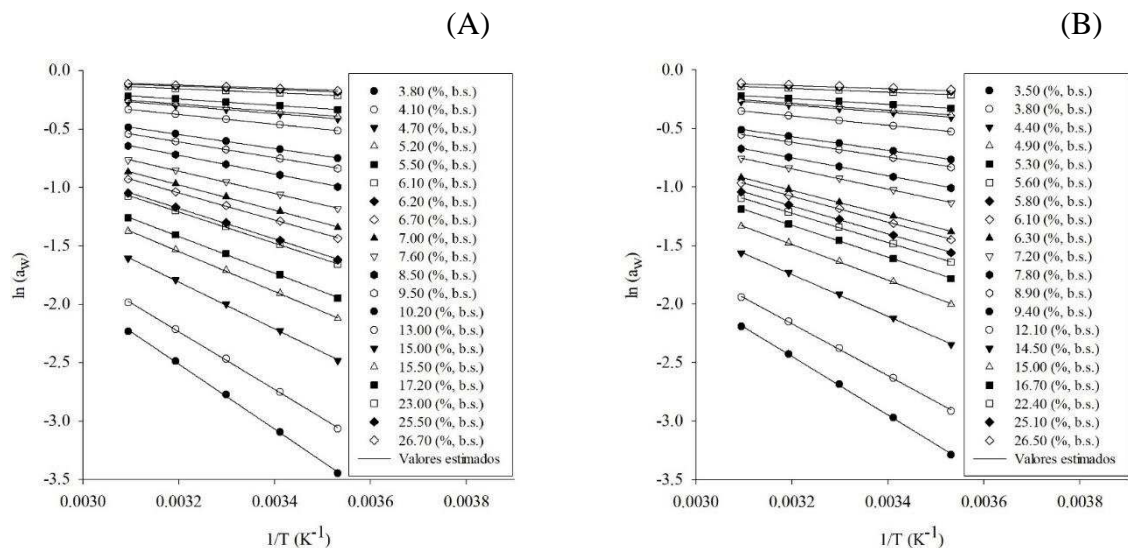 (A)
0.0
-0.5
-1.0
-1.5
-2.0
-2.5
-3.0
-3.5
ln (aw)
0.0030
0.0032
0.0034
0.0036
0.0038
1/T (K-1)
3.80 (%, b.s.)
4.10 (%, b.s.)
4.70 (%, b.s.)
5.20 (%, b.s.)
5.50 (%, b.s.)
6.10 (%, b.s.)
6.20 (%, b.s.)
6.70 (%, b.s.)
7.00 (%, b.s.)
7.60 (%, b.s.)
8.50 (%, b.s.)
9.50 (%, b.s.)
10.20 (%, b.s.)
13.00 (%, b.s.)
15.00 (%, b.s.)
15.50 (%, b.s.)
17.20 (%, b.s.)
23.00 (%, b.s.)
25.50 (%, b.s.)
26.70 (%, b.s.)
Valores estimados
(B)
0.0
-0.5
-1.0
-1.5
-2.0
-2.5
-3.0
-3.5
ln (aw)
0.0030
0.0032
0.0034
0.0036
0.0038
1/T (K-1)
3.50 (%, b.s.)
3.80 (%, b.s.)
4.40 (%, b.s.)
4.90 (%, b.s.)
5.30 (%, b.s.)
5.60 (%, b.s.)
5.80 (%, b.s.)
6.10 (%, b.s.)
6.30 (%, b.s.)
7.20 (%, b.s.)
7.80 (%, b.s.)
8.90 (%, b.s.)
9.40 (%, b.s.)
12.10 (%, b.s.)
14.50 (%, b.s.)
15.00 (%, b.s.)
16.70 (%, b.s.)
22.40 (%, b.s.)
25.10 (%, b.s.)
26.50 (%, b.s.)
Valores estimados